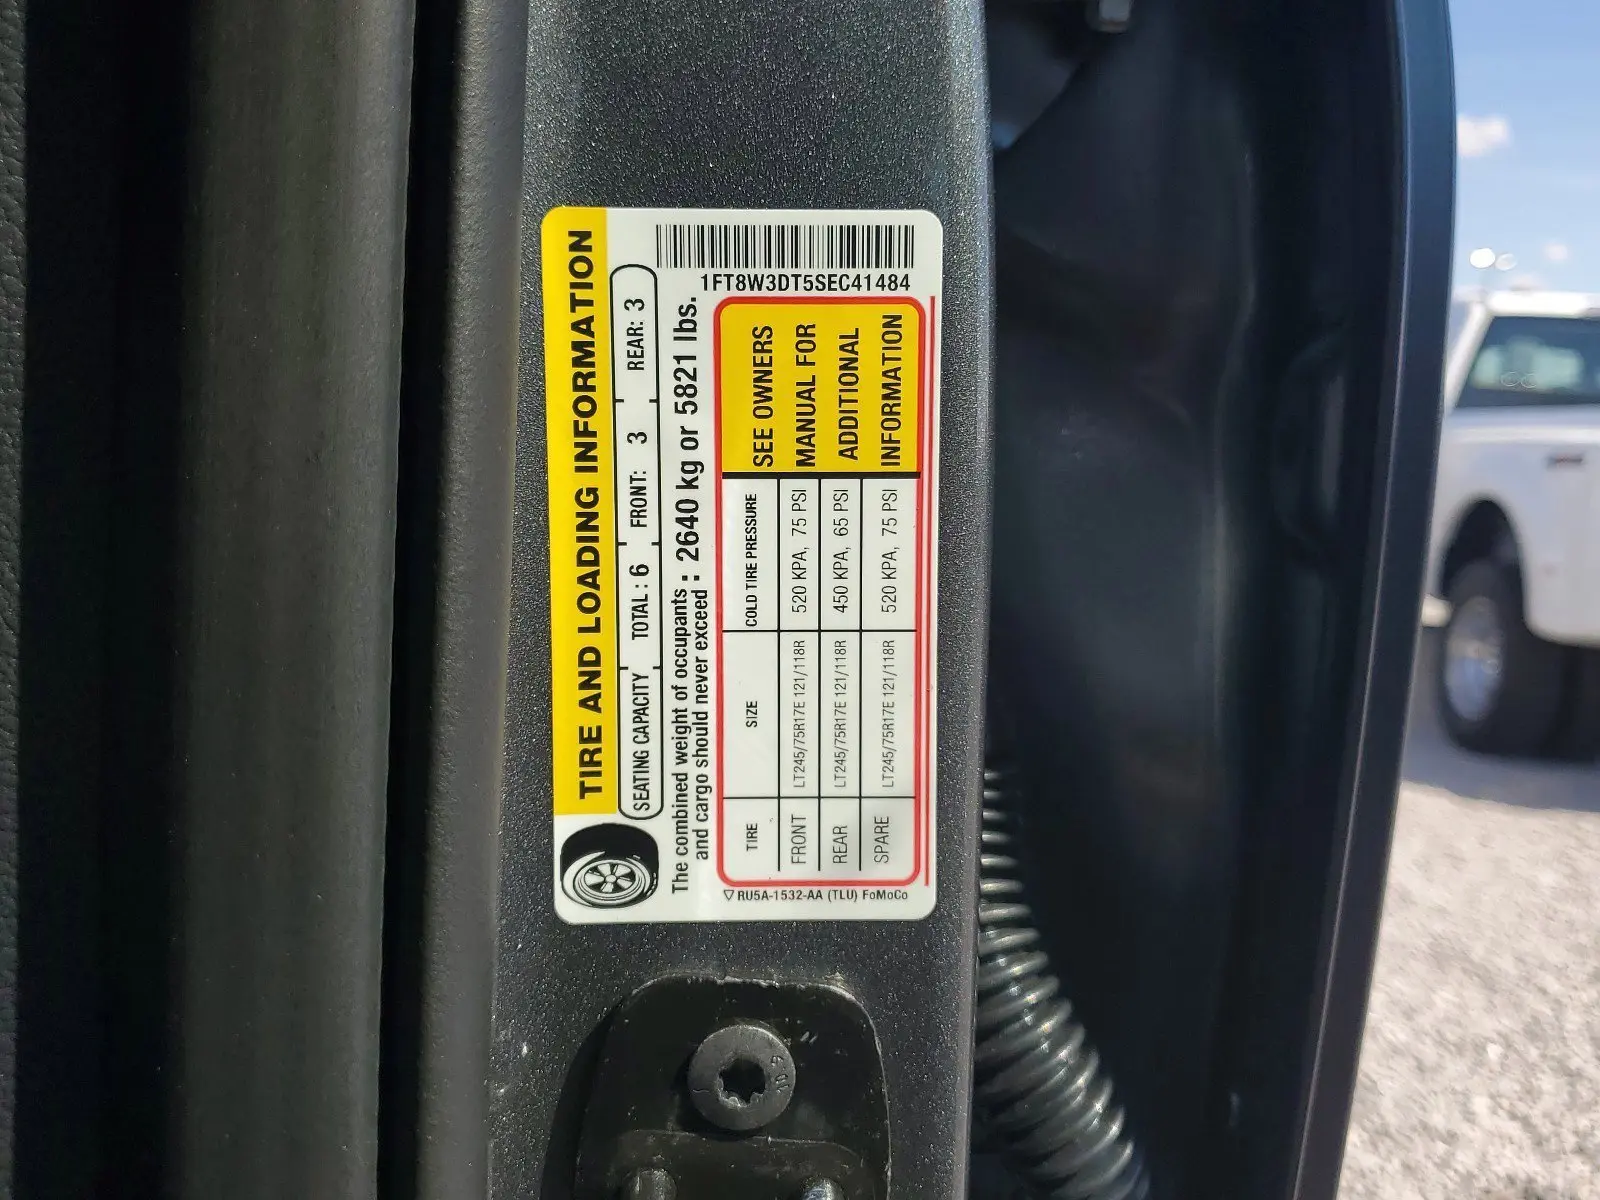 TIRE AND LOADING INFORMATION
SEATING CAPACITY TOTAL : 6 FRONT: 3 REAR: 3
The combined weight of occupants
and cargo should never exceed : 2640 kg or 5821 lbs.
1FT8W3DT5SEC41484
TIRE SIZE COLD TIRE PRESSURE
FRONT LT245/75R17E 121/118R 520 KPA, 75 PSI
REAR LT245/75R17E 121/118R 450 KPA, 65 PSI
SPARE LT245/75R17E 121/118R 520 KPA, 75 PSI
SEE OWNERS
MANUAL FOR
ADDITIONAL
INFORMATION
▽ RU5A-1532-AA (TLU) FoMoCo
10.9